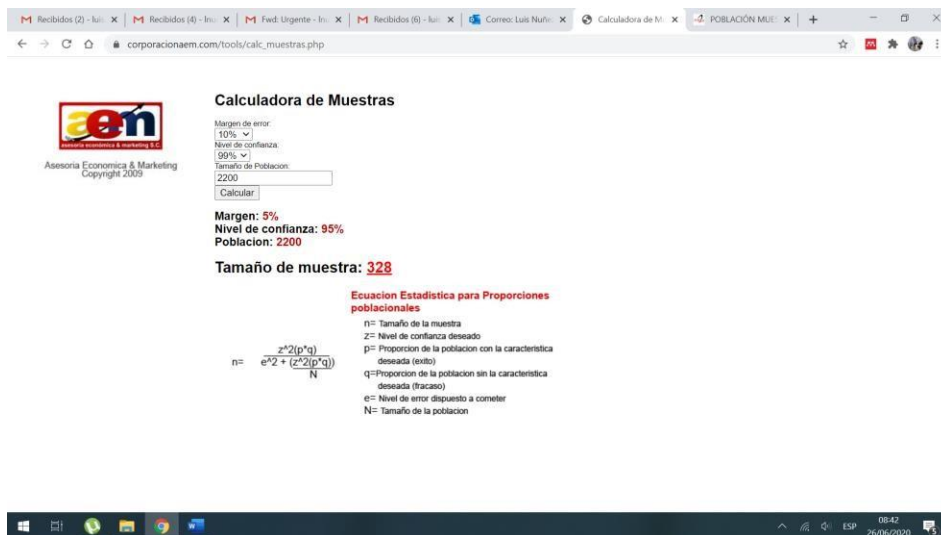 Recibidos (2) - luis
Recibidos (4) - lnu
Fwd: Urgente - ln
Recibidos (6) - lui
Correo: Luis Nuñe
Calculadora de M
POBLACIÓN MUE
corporacionaem.com/tools/calc_muestras.php
aen
asesoria económica & marketing S.C.
Asesoria Economica & Marketing
Copyright 2009
Calculadora de Muestras
Margen de error:
10%
Nivel de confianza:
99%
Tamaño de Poblacion:
2200
Calcular
Margen: 5%
Nivel de confianza: 95%
Poblacion: 2200
Tamaño de muestra: 328
Ecuacion Estadistica para Proporciones
poblacionales
n= Tamaño de la muestra
z= Nivel de confianza deseado
p= Proporcion de la poblacion con la caracteristica
deseada (exito)
q=Proporcion de la poblacion sin la caracteristica
deseada (fracaso)
e= Nivel de error dispuesto a cometer
N= Tamaño de la poblacion
z^2(p*q)
n= e^2 + (z^2(p*q))
N
ESP
08:42
26/06/2020